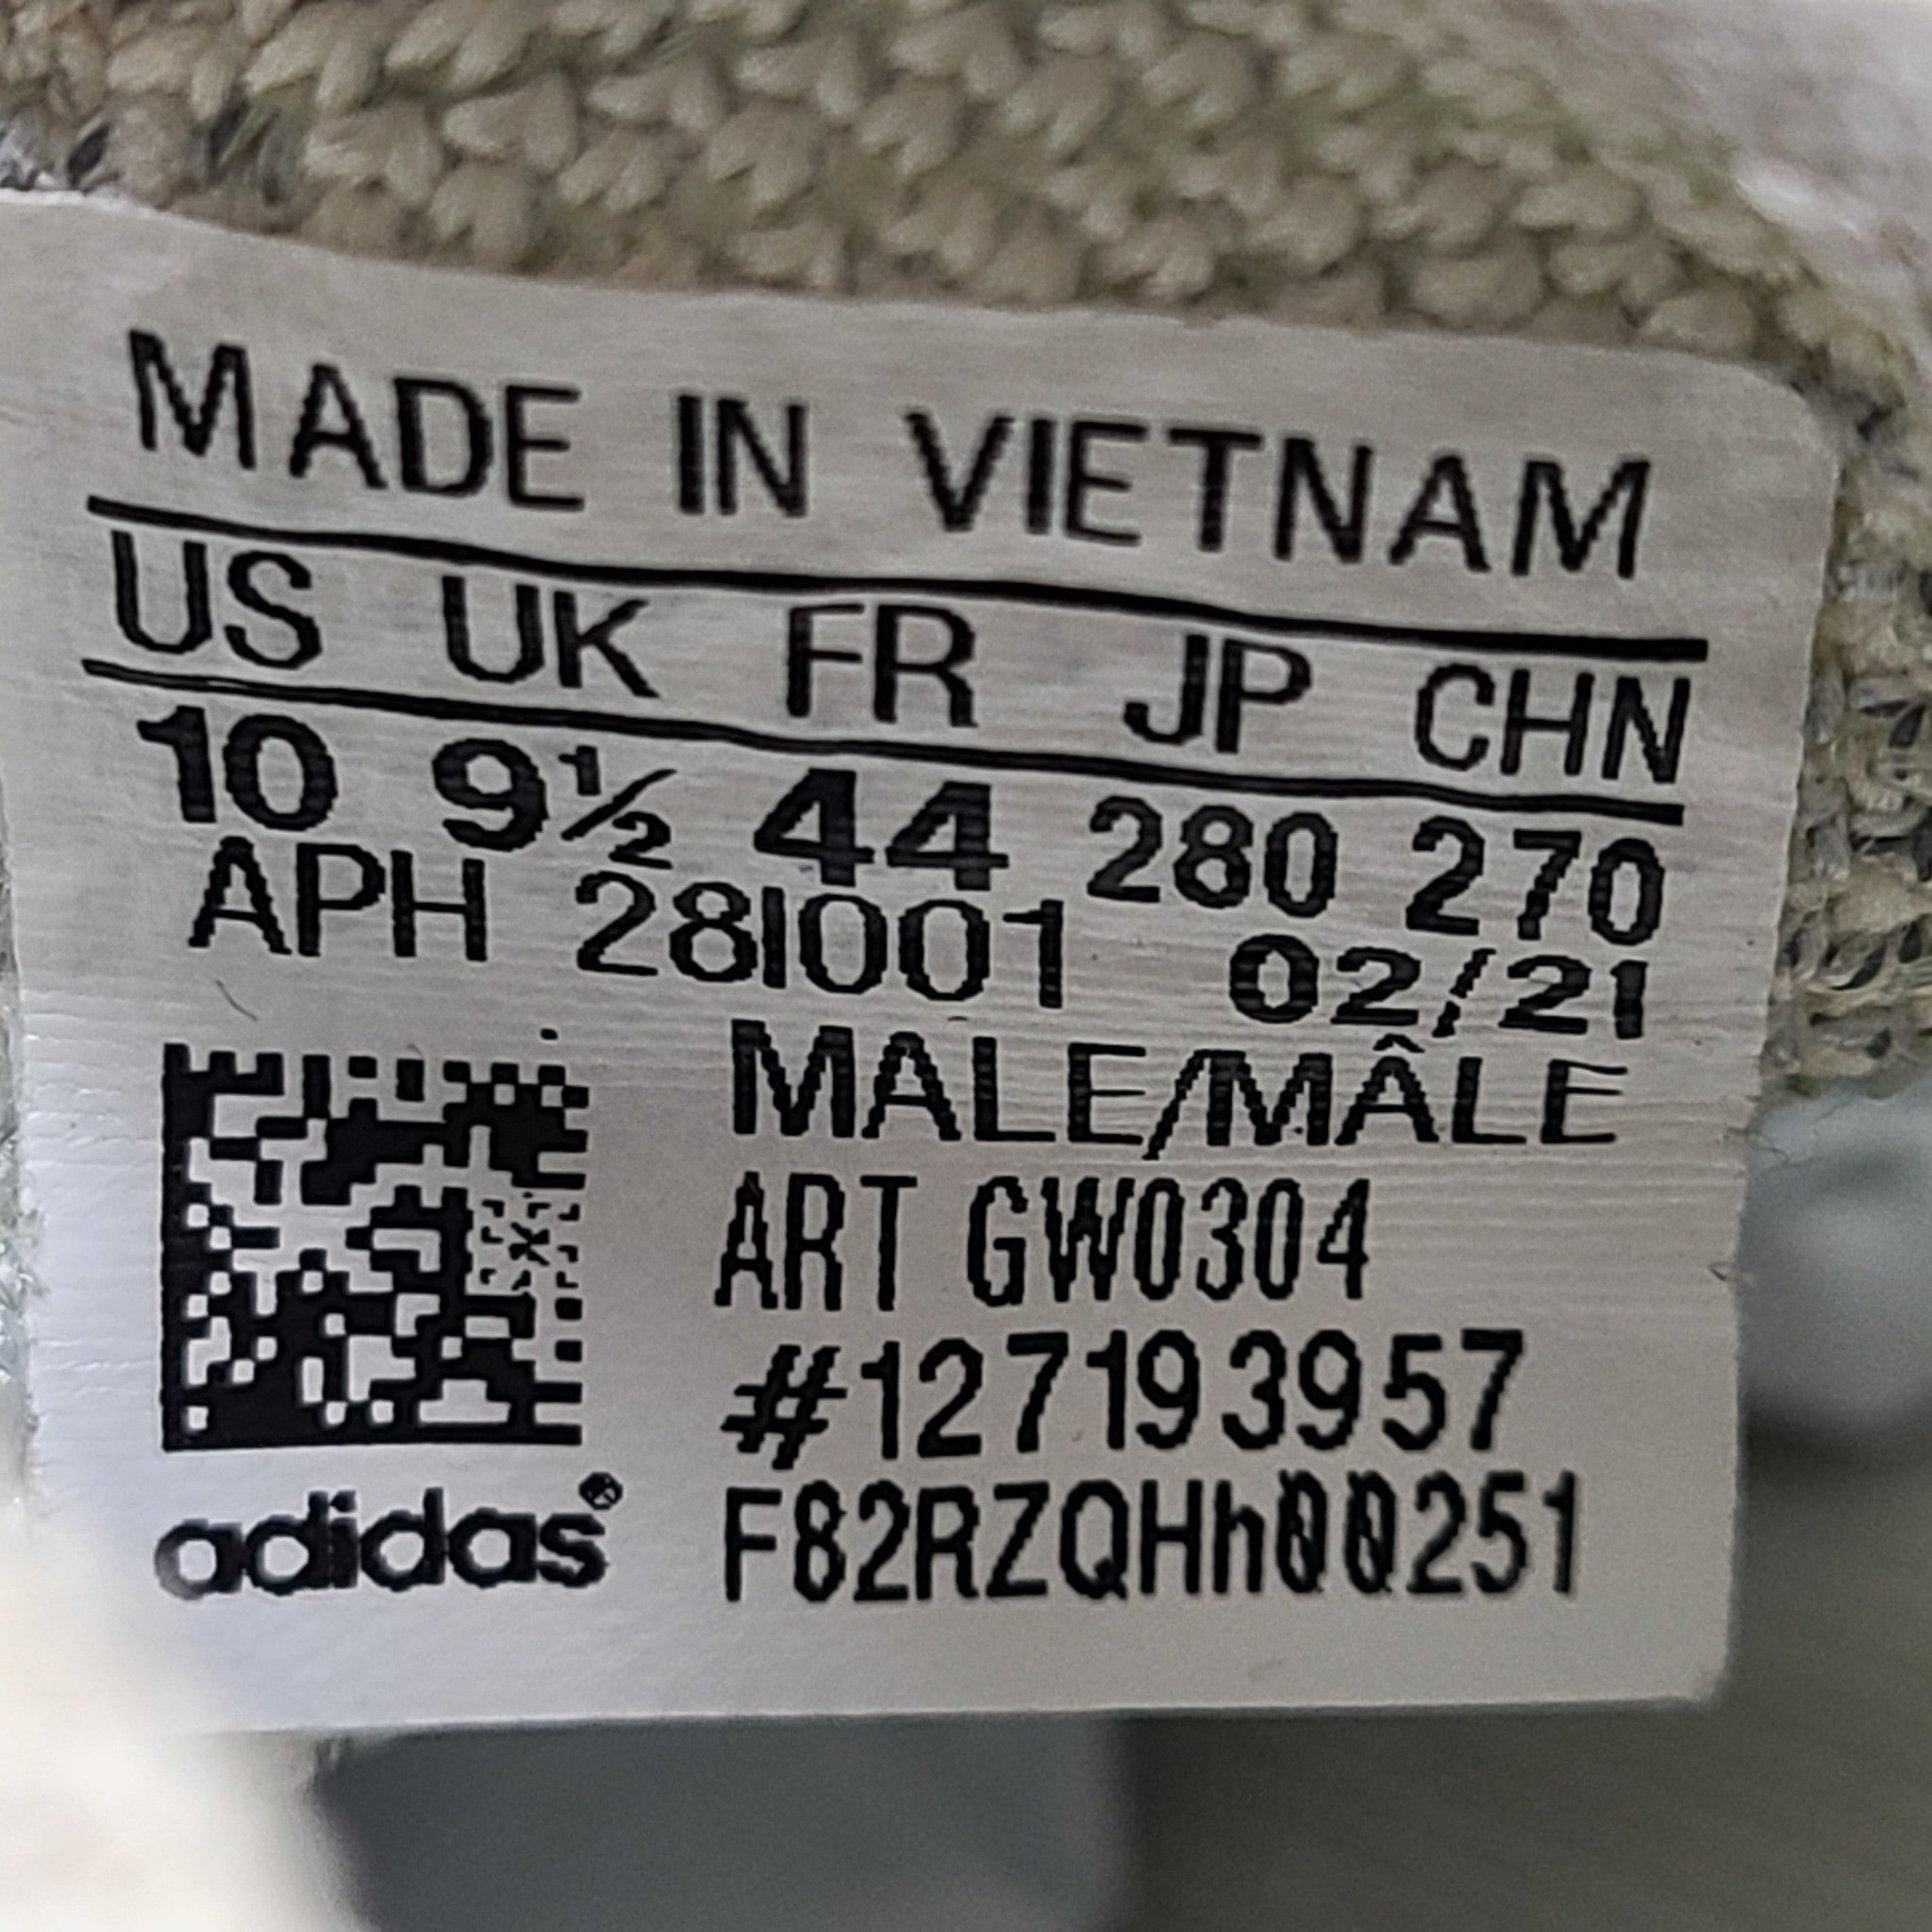 MADE IN VIETNAM
US UK FR JP CHN
10 9½ 44 280 270
APH 28I001 02/21
MALE/MÂLE
ART GW0304
#127193957
F82RZQHh00251
adidas®